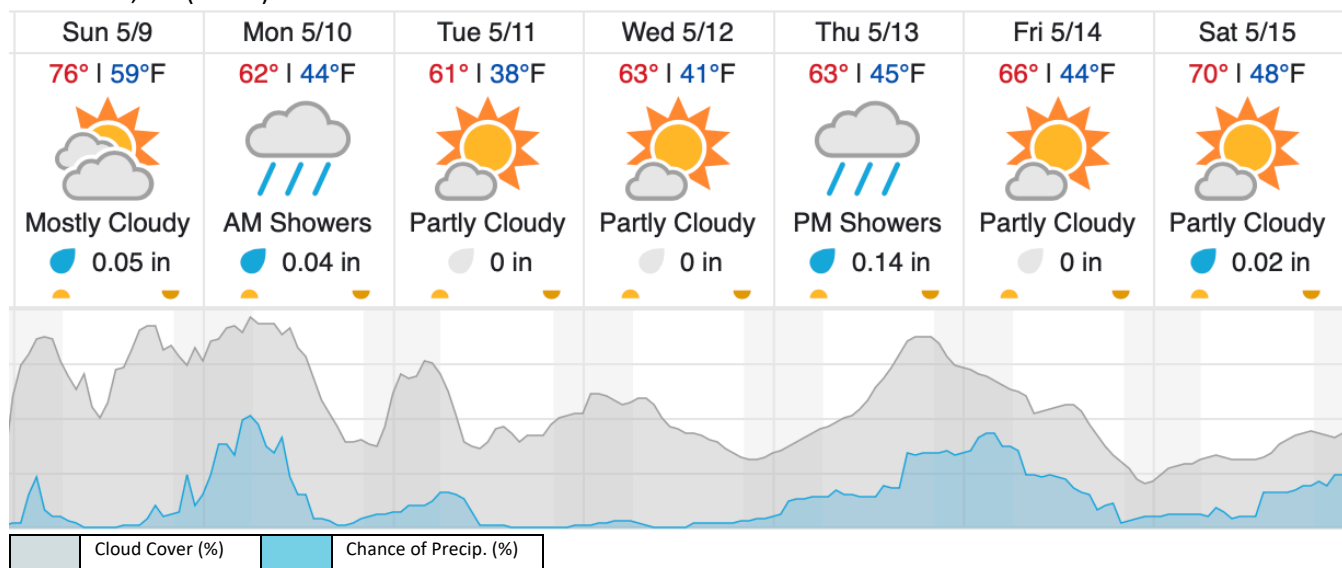 Sun 5/9 Mon 5/10 Tue 5/11 Wed 5/12 Thu 5/13 Fri 5/14 Sat 5/15
76° | 59°F 62° | 44°F 61° | 38°F 63° | 41°F 63° | 45°F 66° | 44°F 70° | 48°F
Mostly Cloudy AM Showers Partly Cloudy Partly Cloudy PM Showers Partly Cloudy Partly Cloudy
0.05 in 0.04 in 0 in 0 in 0.14 in 0 in 0.02 in
Cloud Cover (%) Chance of Precip. (%)